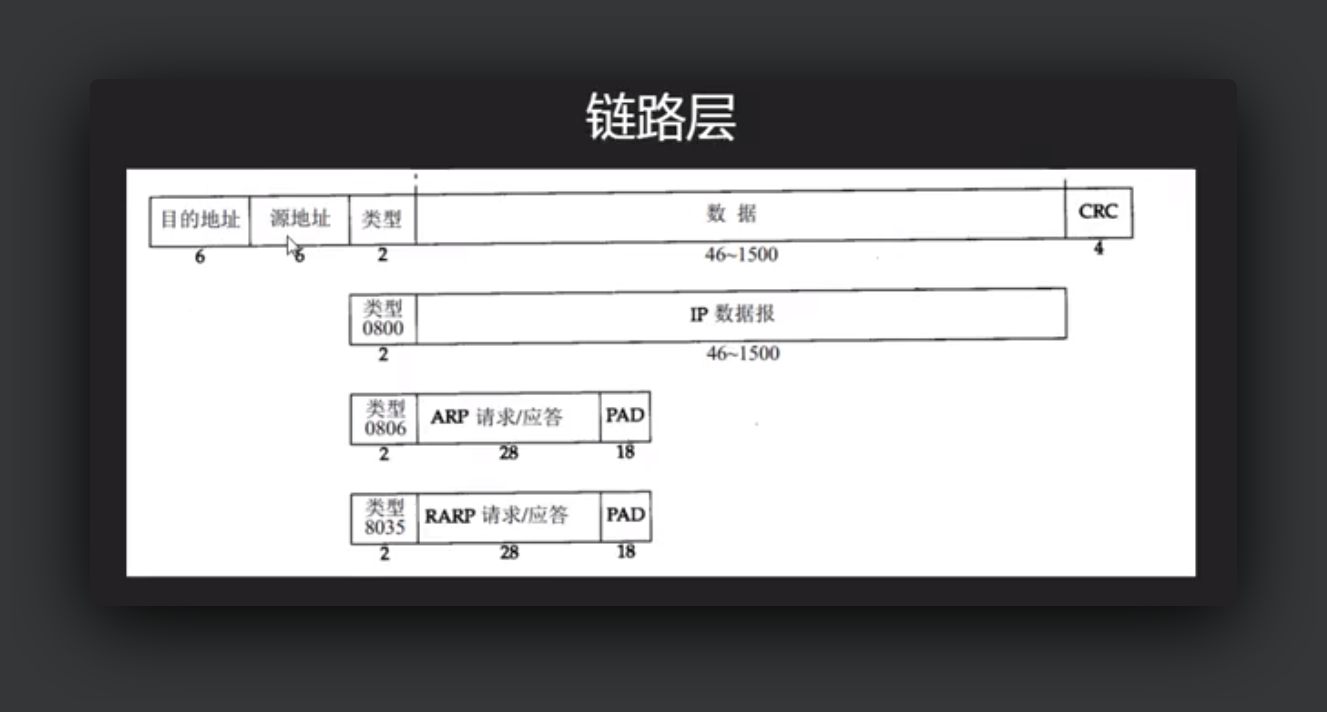 链路层
目的地址 源地址 类型 数 据 CRC
6 6 2 46~1500 4
类型
0800
IP 数据报
2 46~1500
类型
0806
ARP 请求/应答 PAD
2 28 18
类型
8035
RARP 请求/应答 PAD
2 28 18